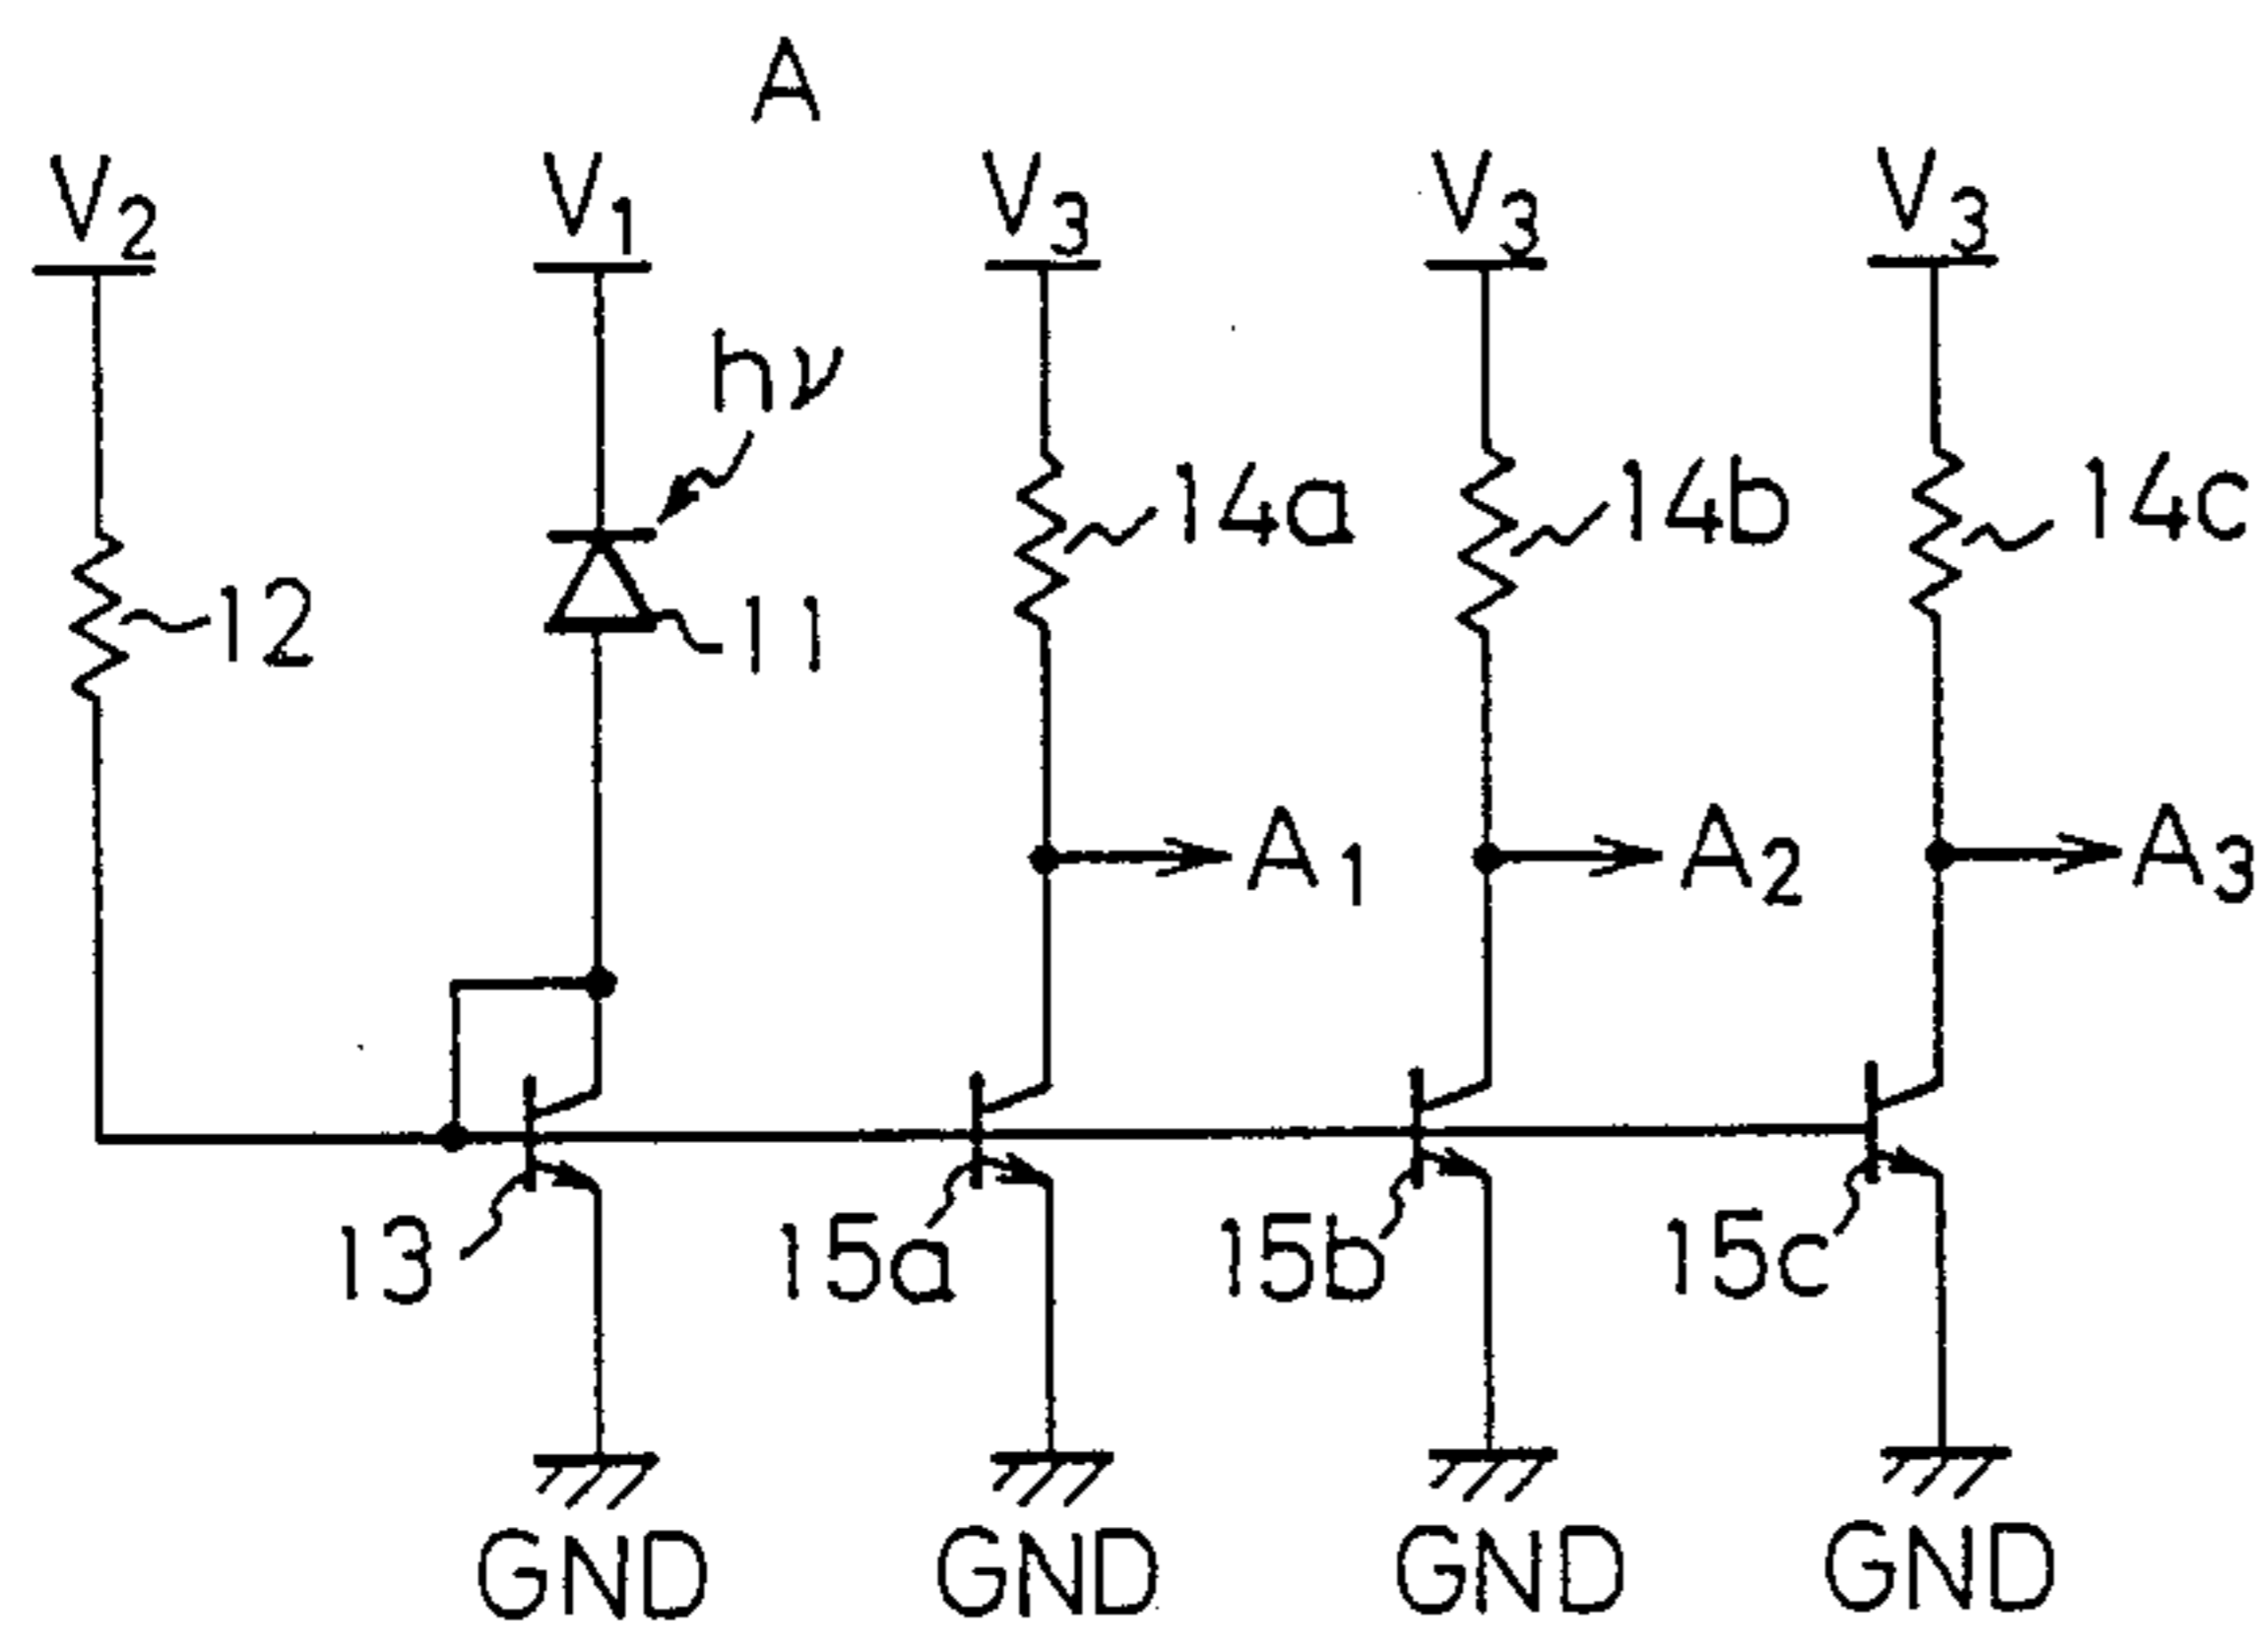 A
V2 V1 V3 V3 V3
hν
14a 14b 14c
12 11
A1 A2 A3
13 15a 15b 15c
GND GND GND GND